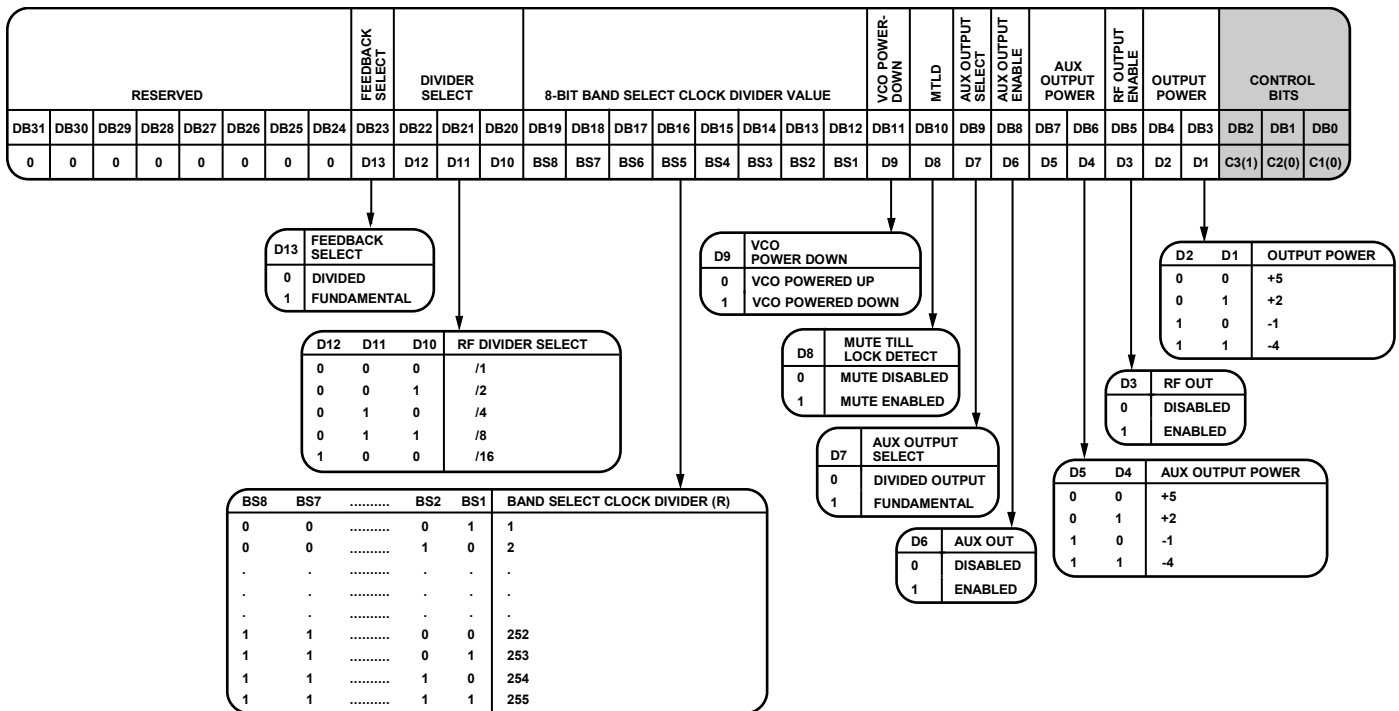 RESERVED
FEEDBACK
SELECT
DIVIDER
SELECT
8-BIT BAND SELECT CLOCK DIVIDER VALUE
VCO POWER-
DOWN
MTLD
AUX OUTPUT
SELECT
AUX OUTPUT
ENABLE
AUX
OUTPUT
POWER
RF OUTPUT
ENABLE
OUTPUT
POWER
CONTROL
BITS
DB31 DB30 DB29 DB28 DB27 DB26 DB25 DB24 DB23 DB22 DB21 DB20 DB19 DB18 DB17 DB16 DB15 DB14 DB13 DB12 DB11 DB10 DB9 DB8 DB7 DB6 DB5 DB4 DB3 DB2 DB1 DB0
0 0 0 0 0 0 0 0 D13 D12 D11 D10 BS8 BS7 BS6 BS5 BS4 BS3 BS2 BS1 D9 D8 D7 D6 D5 D4 D3 D2 D1 C3(1) C2(0) C1(0)
D13 FEEDBACK
SELECT
0 DIVIDED
1 FUNDAMENTAL
D12 D11 D10 RF DIVIDER SELECT
0 0 0 /1
0 0 1 /2
0 1 0 /4
0 1 1 /8
1 0 0 /16
BS8 BS7 .......... BS2 BS1 BAND SELECT CLOCK DIVIDER (R)
0 0 .......... 0 1 1
0 0 .......... 1 0 2
. . .......... . . .
. . .......... . . .
. . .......... . . .
1 1 .......... 0 0 252
1 1 .......... 0 1 253
1 1 .......... 1 0 254
1 1 .......... 1 1 255
D9 VCO
POWER DOWN
0 VCO POWERED UP
1 VCO POWERED DOWN
D8 MUTE TILL
LOCK DETECT
0 MUTE DISABLED
1 MUTE ENABLED
D7 AUX OUTPUT
SELECT
0 DIVIDED OUTPUT
1 FUNDAMENTAL
D6 AUX OUT
0 DISABLED
1 ENABLED
D5 D4 AUX OUTPUT POWER
0 0 +5
0 1 +2
1 0 -1
1 1 -4
D3 RF OUT
0 DISABLED
1 ENABLED
D2 D1 OUTPUT POWER
0 0 +5
0 1 +2
1 0 -1
1 1 -4